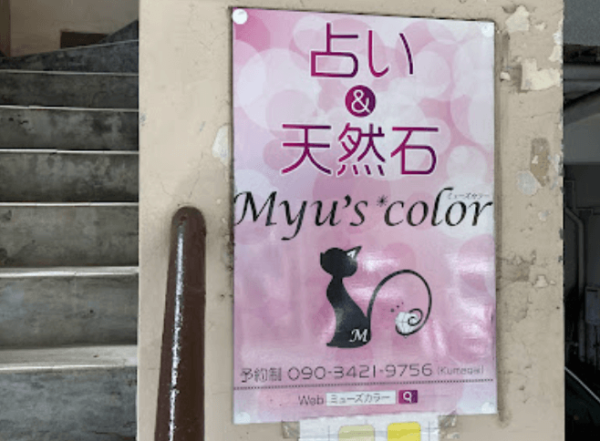 占い
&
天然石
ミューズカラー
Myu's*color
M
予約制 090-3421-9756 (Kumagai)
Web ミューズカラー